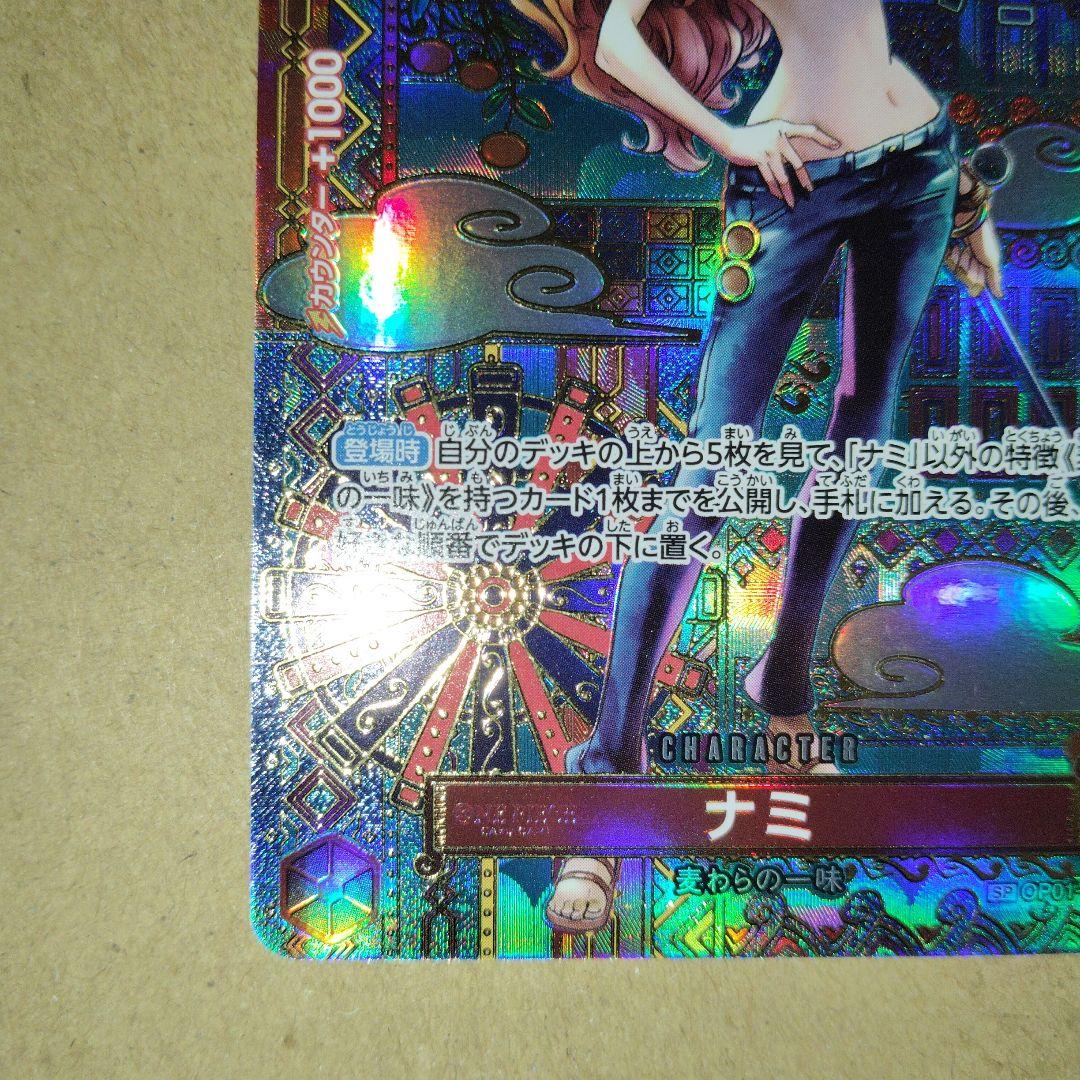 カウンター+1000
登場時 自分のデッキの上から5枚を見て、「ナミ」以外の特徴《
の一味》を持つカード1枚までを公開し、手札に加える。その後、
好きな順番でデッキの下に置く。
CHARACTER
ナミ
麦わらの一味
SP OP01-